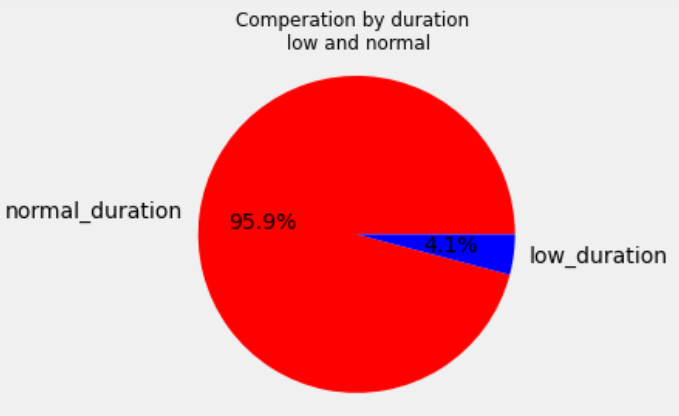 Comperation by duration
low and normal
normal_duration
95.9%
4.1%
low_duration